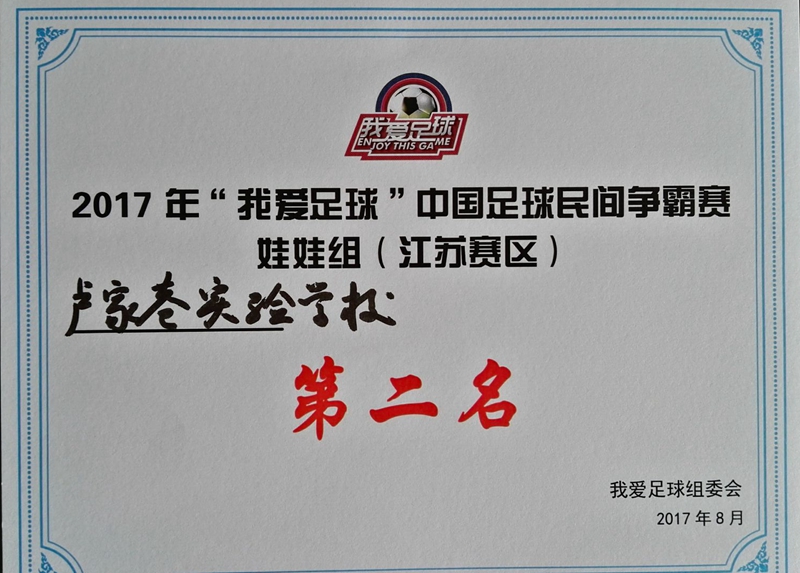 我爱足球
ENJOY THIS GAME
2017 年“我爱足球”中国足球民间争霸赛
娃娃组（江苏赛区）
卢家巷实验学校
第二名
我爱足球组委会
2017 年 8 月